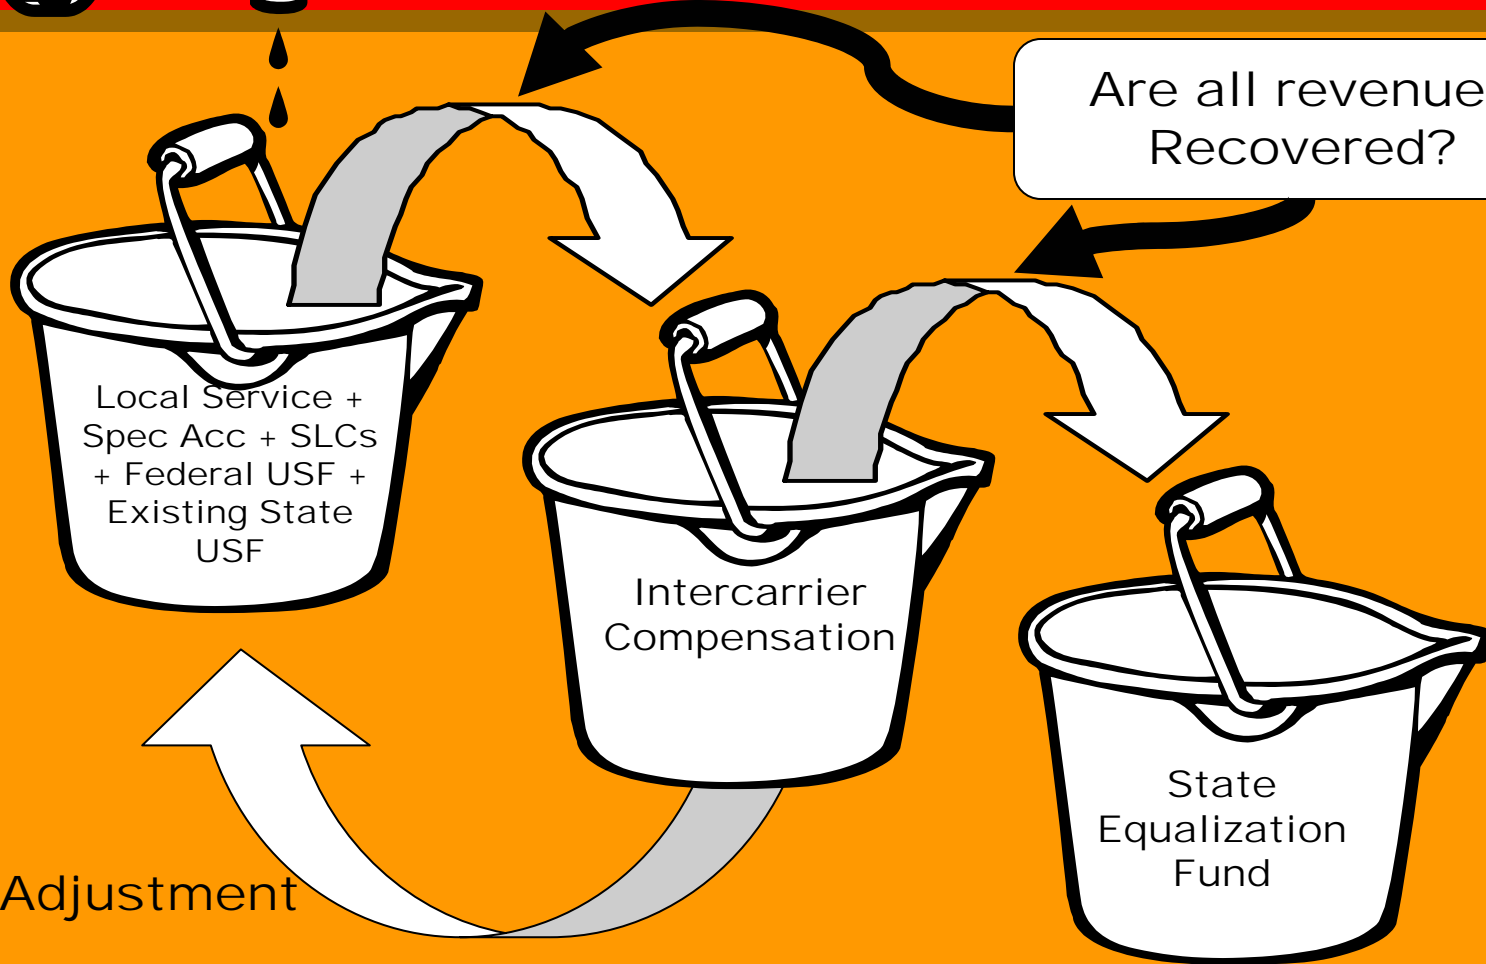 Are all revenue
Recovered?
Local Service +
Spec Acc + SLCs
+ Federal USF +
Existing State
USF
Intercarrier
Compensation
State
Equalization
Fund
Adjustment